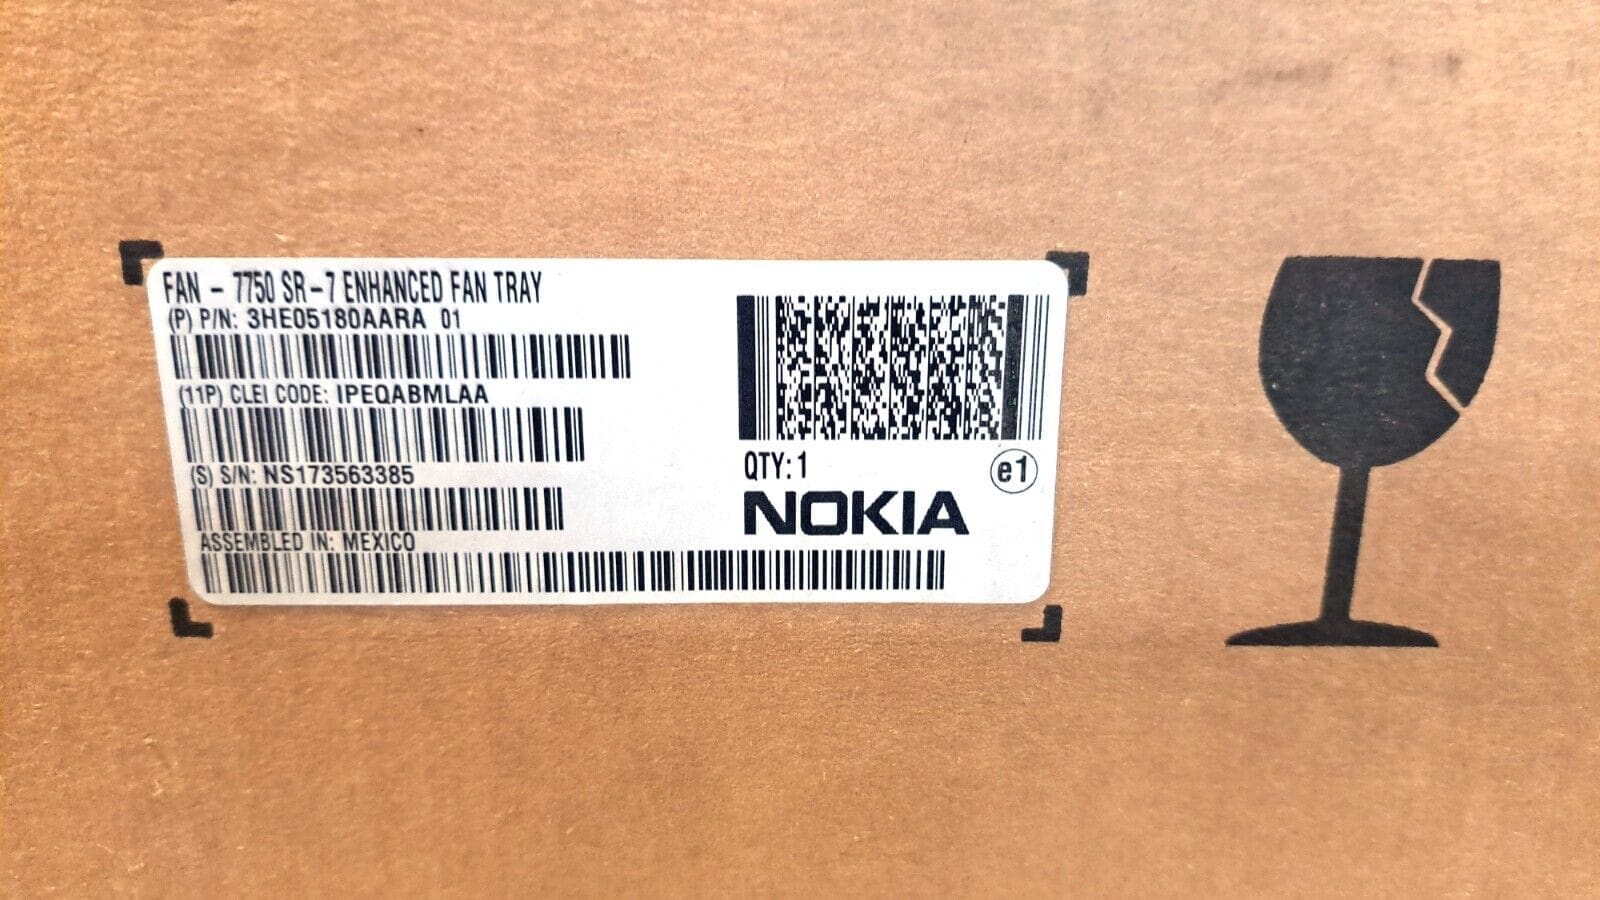 FAN - 7750 SR-7 ENHANCED FAN TRAY
(P) P/N: 3HE05180AARA 01
(11P) CLEI CODE: IPEQABMLAA
(S) S/N: NS173563385
ASSEMBLED IN: MEXICO
QTY: 1
e1
NOKIA